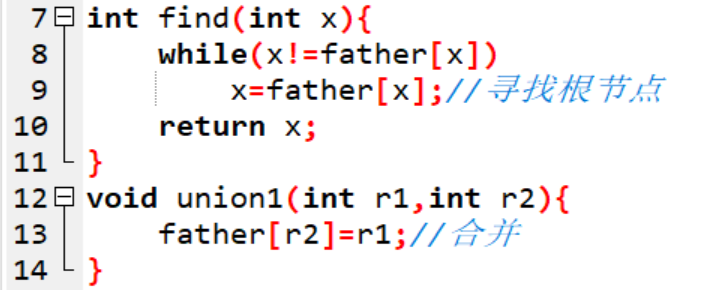 7 int find(int x){
8 while(x!=father[x])
9 x=father[x];//寻找根节点
10 return x;
11 }
12 void union1(int r1,int r2){
13 father[r2]=r1;//合并
14 }